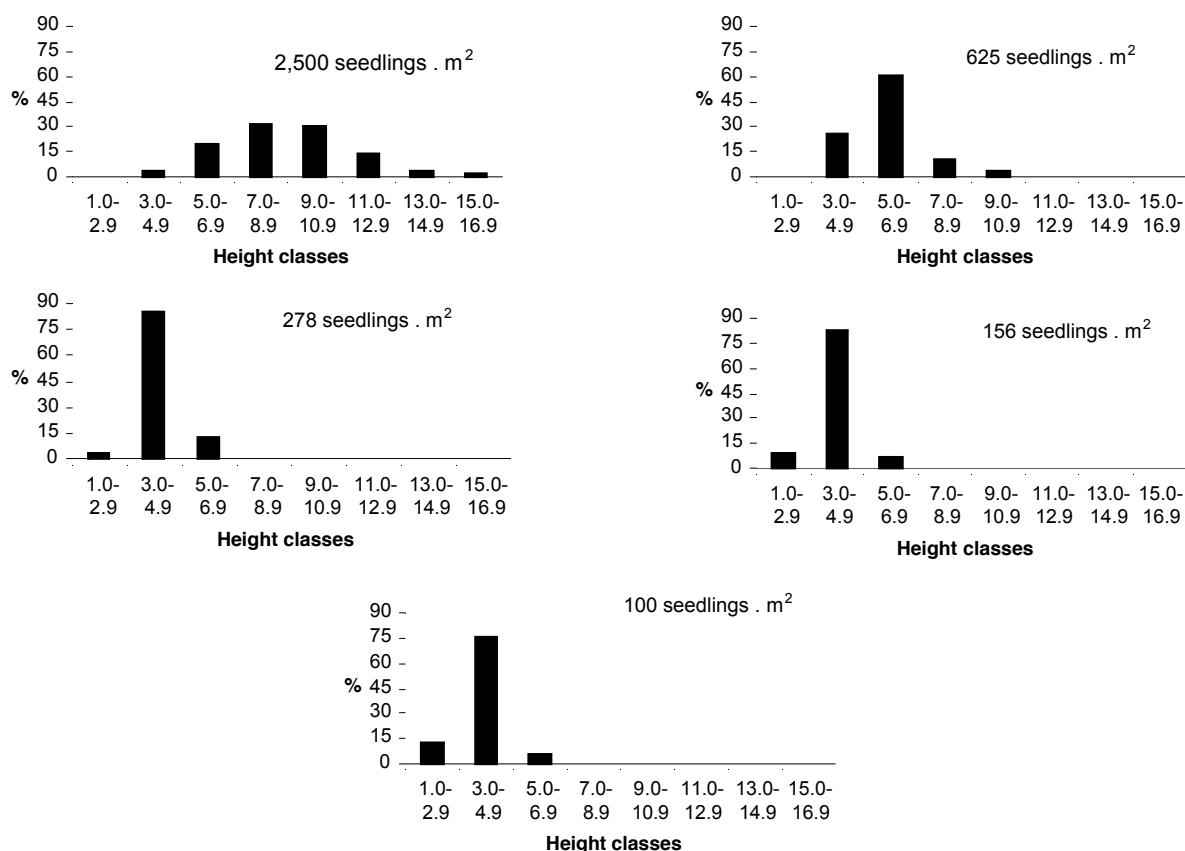 90
75
2,500 seedlings . m²
60
% 45
30
15
0
1.0- 3.0- 5.0- 7.0- 9.0- 11.0- 13.0- 15.0-
2.9 4.9 6.9 8.9 10.9 12.9 14.9 16.9
Height classes
90
75
625 seedlings . m²
60
% 45
30
15
0
1.0- 3.0- 5.0- 7.0- 9.0- 11.0- 13.0- 15.0-
2.9 4.9 6.9 8.9 10.9 12.9 14.9 16.9
Height classes
90
278 seedlings . m²
75
60
% 45
30
15
0
1.0- 3.0- 5.0- 7.0- 9.0- 11.0- 13.0- 15.0-
2.9 4.9 6.9 8.9 10.9 12.9 14.9 16.9
Height classes
90
156 seedlings . m²
75
60
% 45
30
15
0
1.0- 3.0- 5.0- 7.0- 9.0- 11.0- 13.0- 15.0-
2.9 4.9 6.9 8.9 10.9 12.9 14.9 16.9
Height classes
100 seedlings . m²
90
75
60
% 45
30
15
0
1.0- 3.0- 5.0- 7.0- 9.0- 11.0- 13.0- 15.0-
2.9 4.9 6.9 8.9 10.9 12.9 14.9 16.9
Height classes